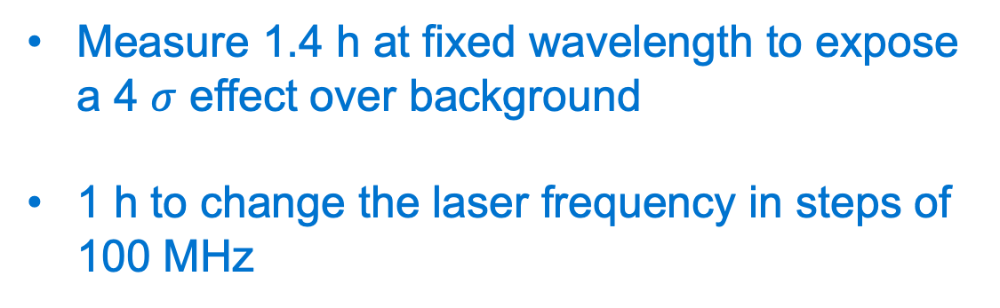 • Measure 1.4 h at fixed wavelength to expose
a 4 σ effect over background
• 1 h to change the laser frequency in steps of
100 MHz